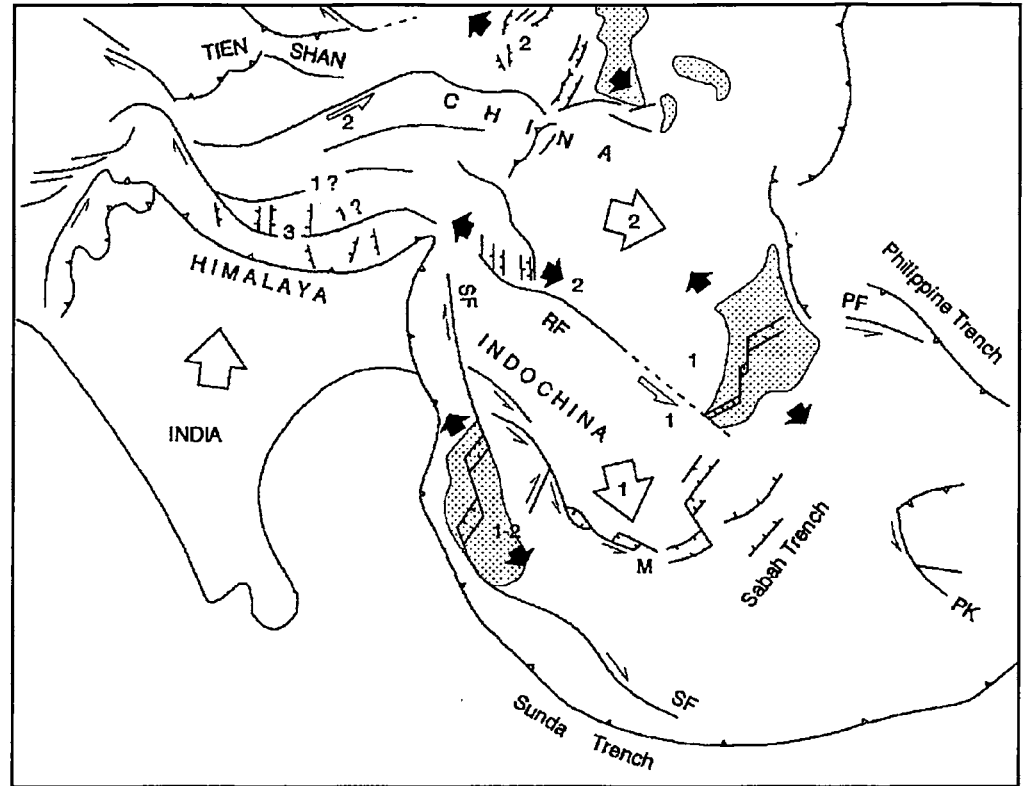 TIEN SHAN
2
2
C H I N A
1 ?
1 ?
3
HIMALAYA
2
2
SF
RF
Philippine Trench
PF
INDOCHINA
1
1
INDIA
1
1-2
M
Sabah Trench
PK
SF
Sunda Trench